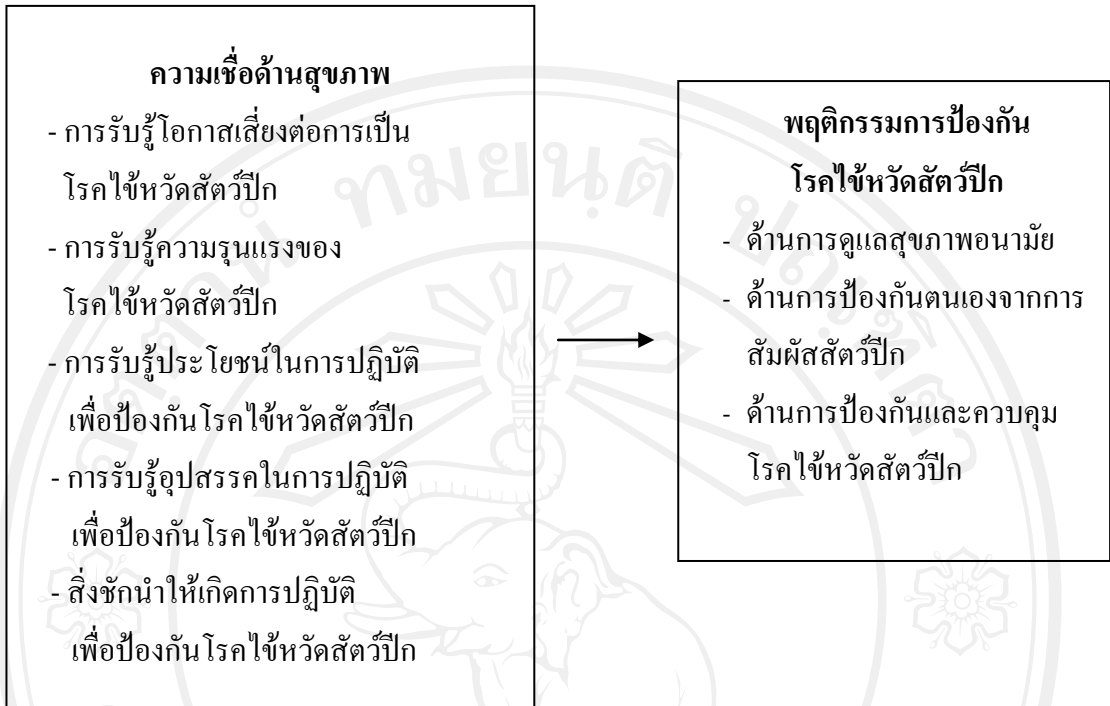 ความเชื่อด้านสุขภาพ
- การรับรู้โอกาสเสี่ยงต่อการเป็น
โรคไข้หวัดสัตว์ปีก
- การรับรู้ความรุนแรงของ
โรคไข้หวัดสัตว์ปีก
- การรับรู้ประโยชน์ในการปฏิบัติ
เพื่อป้องกันโรคไข้หวัดสัตว์ปีก
- การรับรู้อุปสรรคในการปฏิบัติ
เพื่อป้องกันโรคไข้หวัดสัตว์ปีก
- สิ่งชักนำให้เกิดการปฏิบัติ
เพื่อป้องกันโรคไข้หวัดสัตว์ปีก
พฤติกรรมการป้องกัน
โรคไข้หวัดสัตว์ปีก
- ด้านการดูแลสุขภาพอนามัย
- ด้านการป้องกันตนเองจากการ
สัมผัสสัตว์ปีก
- ด้านการป้องกันและควบคุม
โรคไข้หวัดสัตว์ปีก
อตฺตานํ ทมยนฺติ ปณฺฑิตา